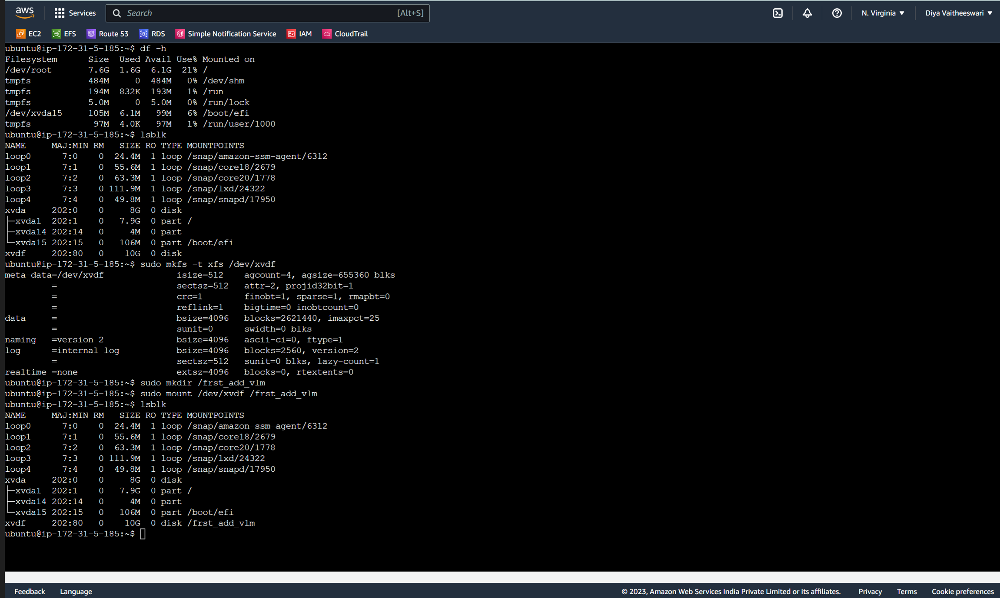 aws Services Search [Alt+S] N. Virginia Diya Vaitheeswari
EC2 EFS Route 53 RDS Simple Notification Service IAM CloudTrail
ubuntu@ip-172-31-5-185:~$ df -h
Filesystem      Size  Used Avail Use% Mounted on
/dev/root       7.6G  1.6G  6.1G  21% /
tmpfs           484M     0  484M   0% /dev/shm
tmpfs           194M  832K  193M   1% /run
tmpfs           5.0M     0  5.0M   0% /run/lock
/dev/xvda15     105M  6.1M   99M   6% /boot/efi
tmpfs            97M  4.0K   97M   1% /run/user/1000
ubuntu@ip-172-31-5-185:~$ lsblk
NAME     MAJ:MIN RM   SIZE RO TYPE MOUNTPOINTS
loop0      7:0    0  24.4M  1 loop /snap/amazon-ssm-agent/6312
loop1      7:1    0  55.6M  1 loop /snap/core18/2679
loop2      7:2    0  63.3M  1 loop /snap/core20/1778
loop3      7:3    0 111.9M  1 loop /snap/lxd/24322
loop4      7:4    0  49.8M  1 loop /snap/snapd/17950
xvda     202:0    0     8G  0 disk
├─xvda1  202:1    0   7.9G  0 part /
├─xvda14 202:14   0     4M  0 part
└─xvda15 202:15   0   106M  0 part /boot/efi
xvdf     202:80   0    10G  0 disk
ubuntu@ip-172-31-5-185:~$ sudo mkfs -t xfs /dev/xvdf
meta-data=/dev/xvdf              isize=512    agcount=4, agsize=655360 blks
         =                       sectsz=512   attr=2, projid32bit=1
         =                       crc=1        finobt=1, sparse=1, rmapbt=0
         =                       reflink=1    bigtime=0 inobtcount=0
data     =                       bsize=4096   blocks=2621440, imaxpct=25
         =                       sunit=0      swidth=0 blks
naming   =version 2              bsize=4096   ascii-ci=0, ftype=1
log      =internal log           bsize=4096   blocks=2560, version=2
         =                       sectsz=512   sunit=0 blks, lazy-count=1
realtime =none                   extsz=4096   blocks=0, rtextents=0
ubuntu@ip-172-31-5-185:~$ sudo mkdir /frst_add_vlm
ubuntu@ip-172-31-5-185:~$ sudo mount /dev/xvdf /frst_add_vlm
ubuntu@ip-172-31-5-185:~$ lsblk
NAME     MAJ:MIN RM   SIZE RO TYPE MOUNTPOINTS
loop0      7:0    0  24.4M  1 loop /snap/amazon-ssm-agent/6312
loop1      7:1    0  55.6M  1 loop /snap/core18/2679
loop2      7:2    0  63.3M  1 loop /snap/core20/1778
loop3      7:3    0 111.9M  1 loop /snap/lxd/24322
loop4      7:4    0  49.8M  1 loop /snap/snapd/17950
xvda     202:0    0     8G  0 disk
├─xvda1  202:1    0   7.9G  0 part /
├─xvda14 202:14   0     4M  0 part
└─xvda15 202:15   0   106M  0 part /boot/efi
xvdf     202:80   0    10G  0 disk /frst_add_vlm
ubuntu@ip-172-31-5-185:~$
Feedback Language © 2023, Amazon Web Services India Private Limited or its affiliates. Privacy Terms Cookie preferences